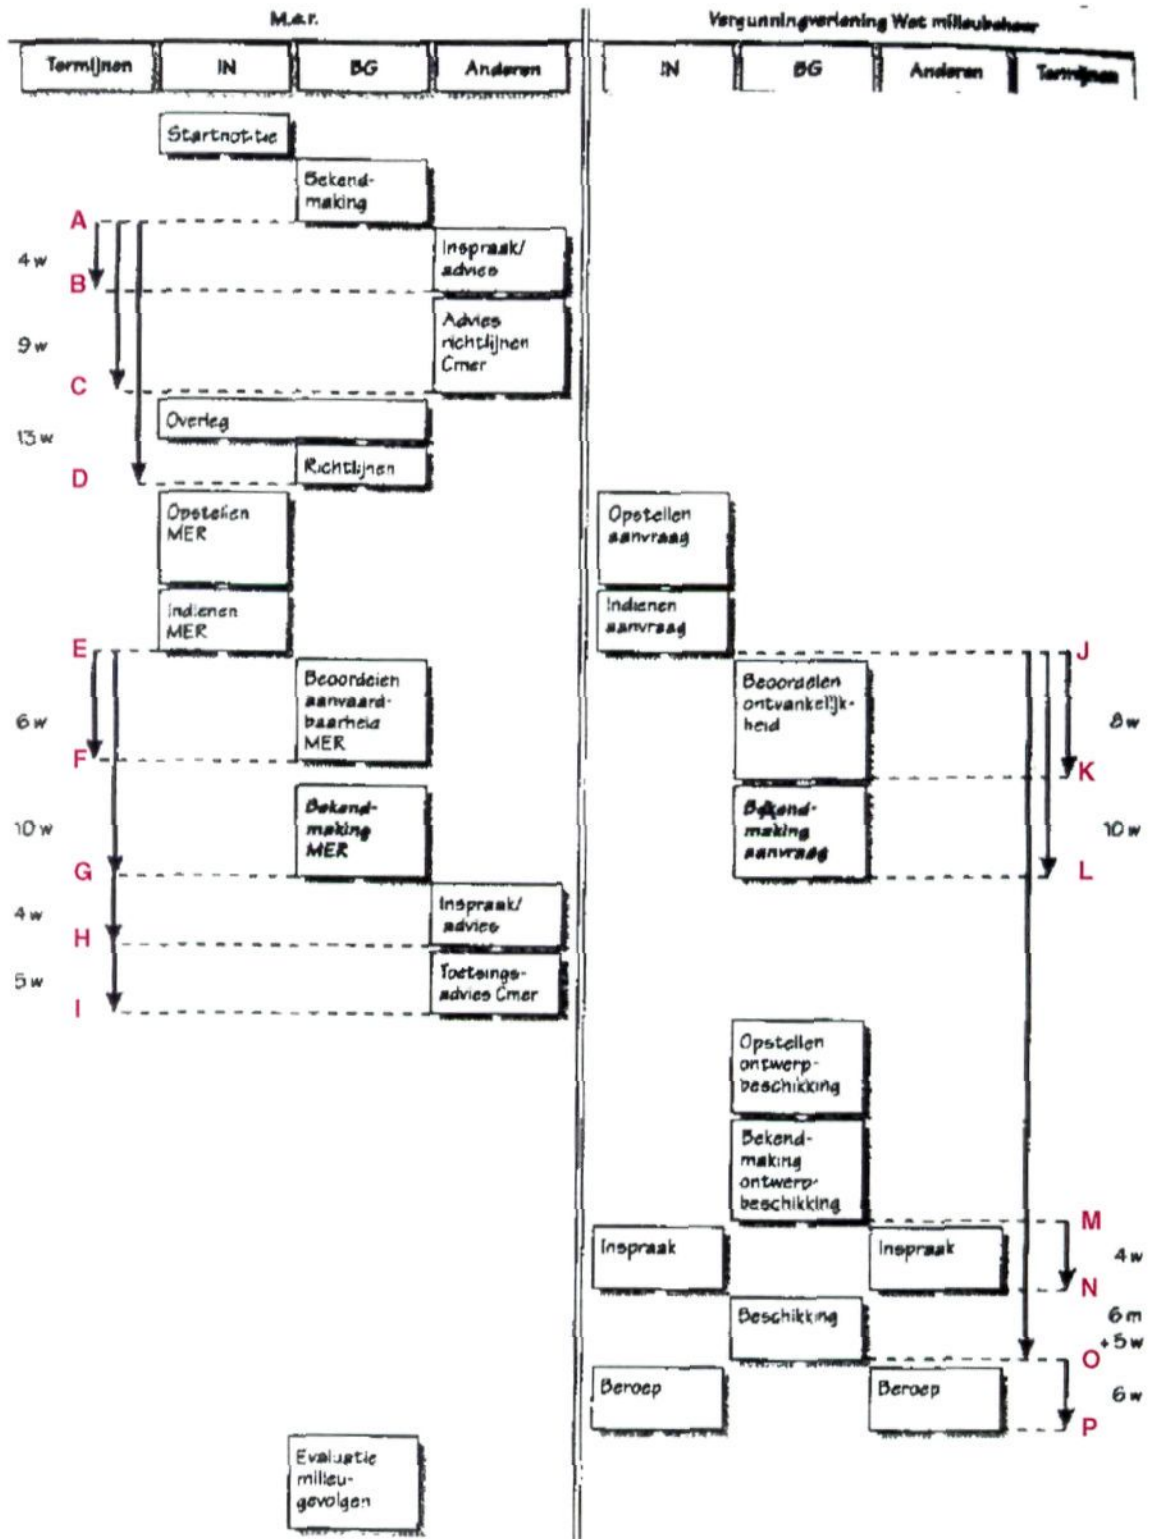 M.e.r.
Vergunningverlening Wet milieubeheer
Termijnen
IN
BG
Anderen
IN
BG
Anderen
Termijnen
Startnotitie
Bekend-
making
A
4 w
Inspraak/
advies
B
9 w
Advies
richtlijnen
Cmer
C
Overleg
13 w
Richtlijnen
D
Opstellen
MER
Opstellen
aanvraag
Indienen
MER
Indienen
aanvraag
E
J
Beoordelen
aanvaard-
baarheid
MER
Beoordelen
ontvankelijk-
heid
6 w
8 w
F
K
Bekend-
making
MER
Bekend-
making
aanvraag
10 w
10 w
G
L
Inspraak/
advies
4 w
H
Toetsings-
advies Cmer
5 w
I
Opstellen
ontwerp-
beschikking
Bekend-
making
ontwerp-
beschikking
M
Inspraak
Inspraak
4 w
N
Beschikking
6 m
+ 5 w
O
Beroep
Beroep
6 w
P
Evaluatie
milieu-
gevolgen